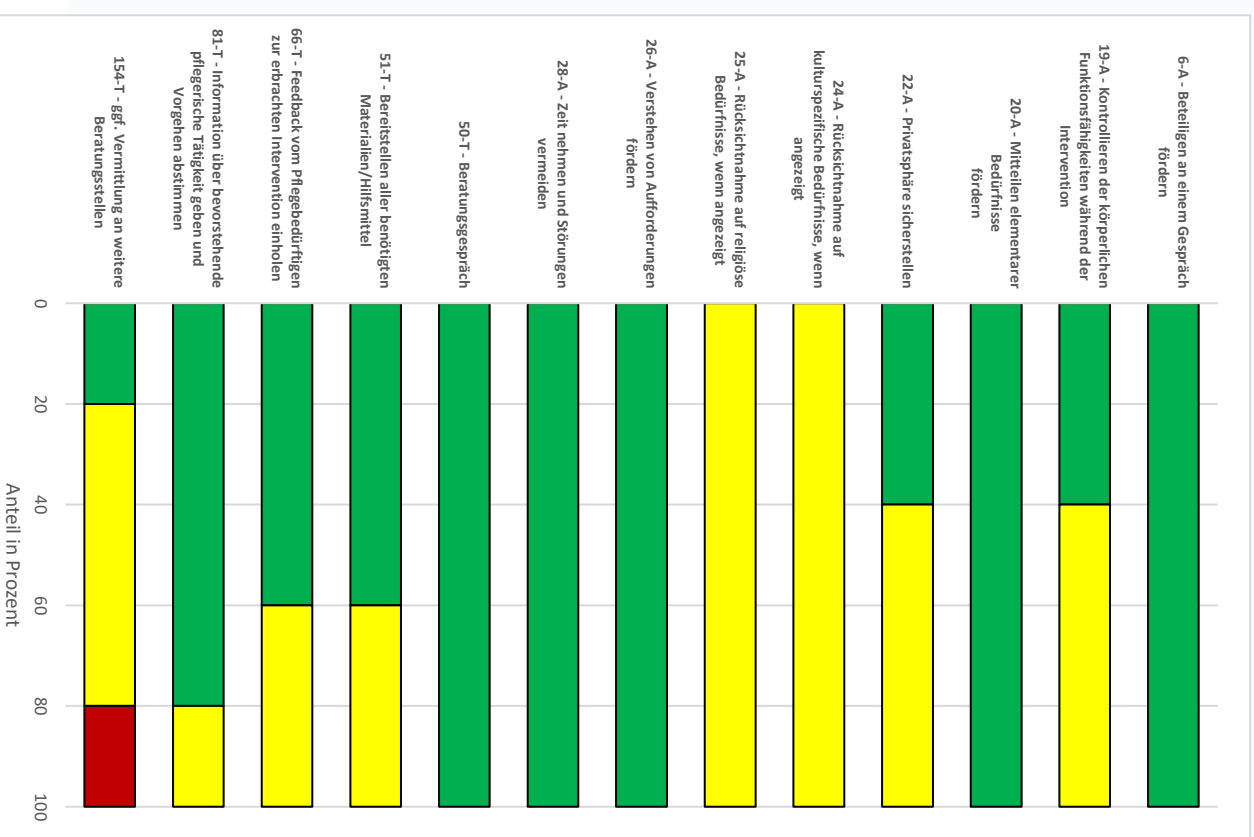 6-A - Beteiligen an einem Gespräch
fördern
19-A - Kontrollieren der körperlichen
Funktionsfähigkeiten während der
Intervention
20-A - Mitteilen elementarer
Bedürfnisse
fördern
22-A - Privatsphäre sicherstellen
24-A - Rücksichtnahme auf
kulturspezifische Bedürfnisse, wenn
angezeigt
25-A - Rücksichtnahme auf religiöse
Bedürfnisse, wenn angezeigt
26-A - Verstehen von Aufforderungen
fördern
28-A - Zeit nehmen und Störungen
vermeiden
50-T - Beratungsgespräch
51-T - Bereitstellen aller benötigten
Materialien/Hilfsmittel
66-T - Feedback vom Pflegebedürftigen
zur erbrachten Intervention einholen
81-T - Information über bevorstehende
pflegerische Tätigkeit geben und
Vorgehen abstimmen
154-T - ggf. Vermittlung an weitere
Beratungsstellen
0
20
40
60
80
100
Anteil in Prozent